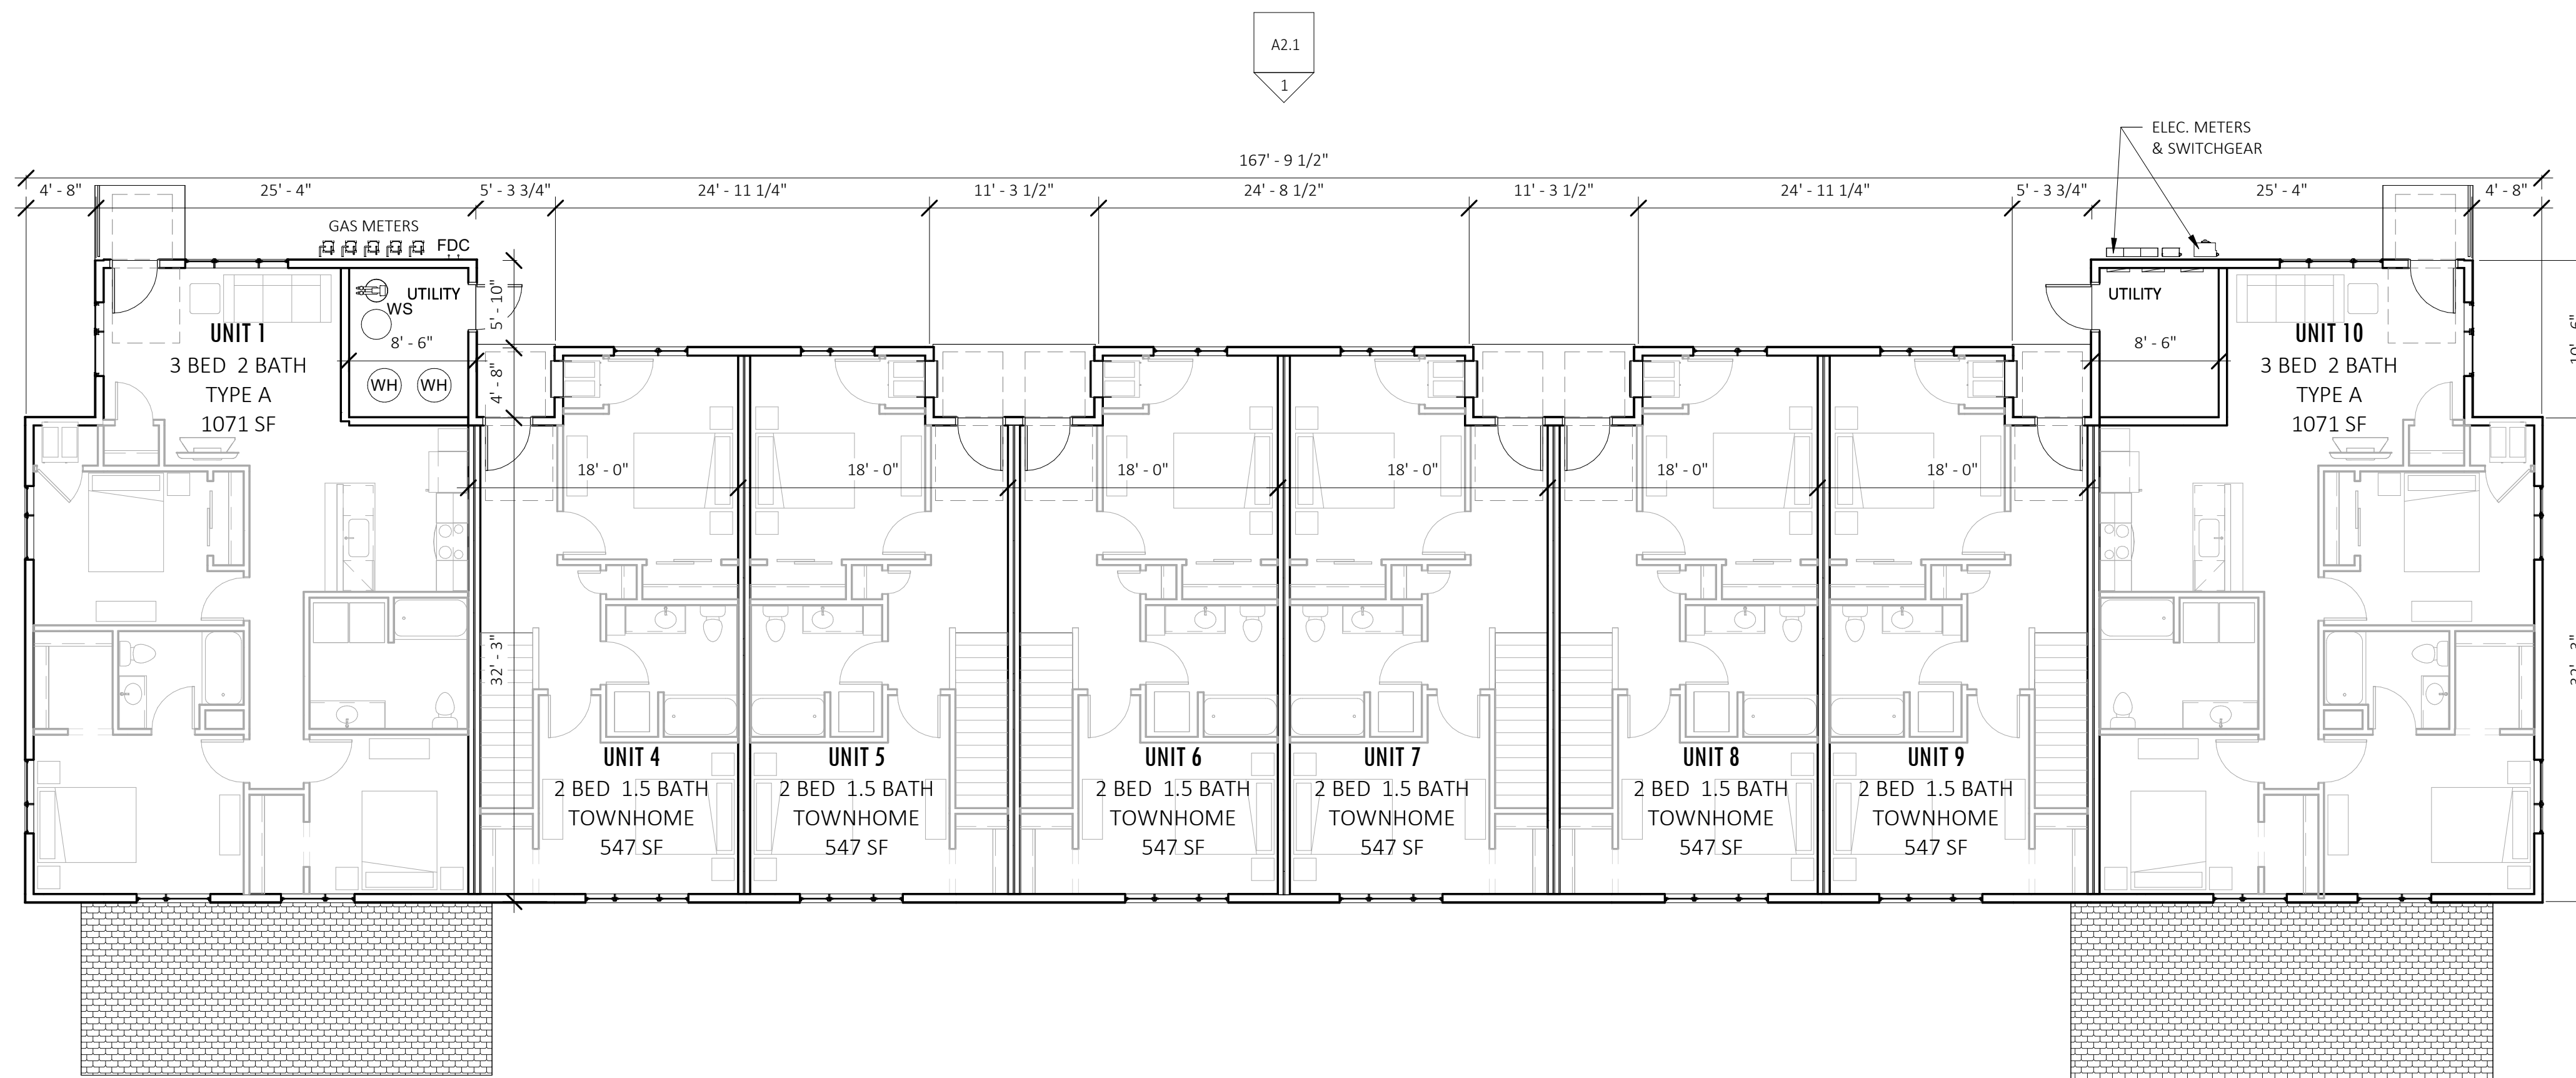 A2.1
1
ELEC. METERS
& SWITCHGEAR
167' - 9 1/2"
4' - 8"
25' - 4"
5' - 3 3/4"
24' - 11 1/4"
11' - 3 1/2"
24' - 8 1/2"
11' - 3 1/2"
24' - 11 1/4"
5' - 3 3/4"
25' - 4"
4' - 8"
GAS METERS
FDC
UTILITY
WS
8' - 6"
WH
WH
5' - 10"
4' - 8"
UNIT 1
3 BED 2 BATH
TYPE A
1071 SF
UTILITY
8' - 6"
UNIT 10
3 BED 2 BATH
TYPE A
1071 SF
10' - 6"
18' - 0"
18' - 0"
18' - 0"
18' - 0"
18' - 0"
18' - 0"
32' - 3"
32' - 3"
UNIT 4
2 BED 1.5 BATH
TOWNHOME
547 SF
UNIT 5
2 BED 1.5 BATH
TOWNHOME
547 SF
UNIT 6
2 BED 1.5 BATH
TOWNHOME
547 SF
UNIT 7
2 BED 1.5 BATH
TOWNHOME
547 SF
UNIT 8
2 BED 1.5 BATH
TOWNHOME
547 SF
UNIT 9
2 BED 1.5 BATH
TOWNHOME
547 SF